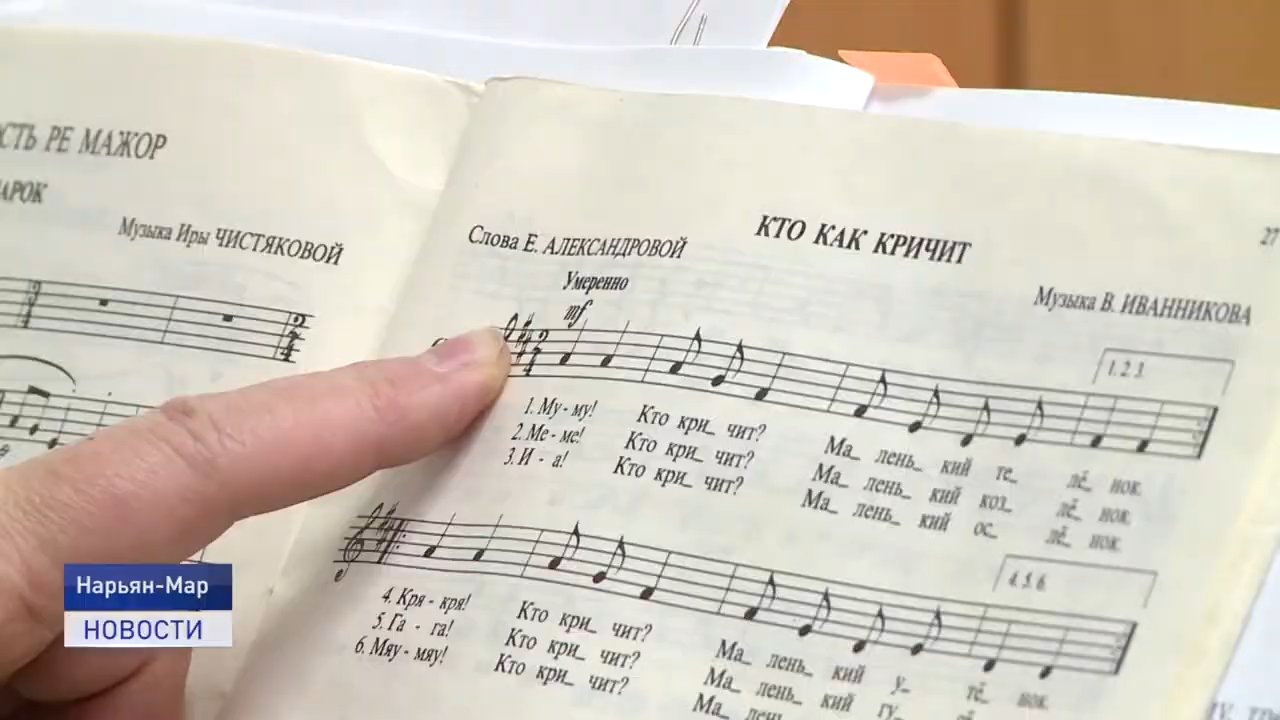 РЕ МАЖОР
Музыка Иры ЧИСТЯКОВОЙ
27
КТО КАК КРИЧИТ
Слова Е. АЛЕКСАНДРОВОЙ
Музыка В. ИВАННИКОВА
Умеренно
mf
1. 2. 3.
1. Му - му! Кто кри_ чит? Ма_ лень_ кий те_ лё_ нок.
2. Ме - ме! Кто кри_ чит? Ма_ лень_ кий коз_ лё_ нок.
3. И - а! Кто кри_ чит? Ма_ лень_ кий ос_ лё_ нок.
4. 5. 6.
4. Кря - кря! Кто кри_ чит? Ма_ лень_ кий у_ тё_ нок.
5. Га - га! Кто кри_ чит? Ма_ лень_ кий гу_
6. Мяу - мяу! Кто кри_ чит? Ма_
Нарьян-Мар
НОВОСТИ